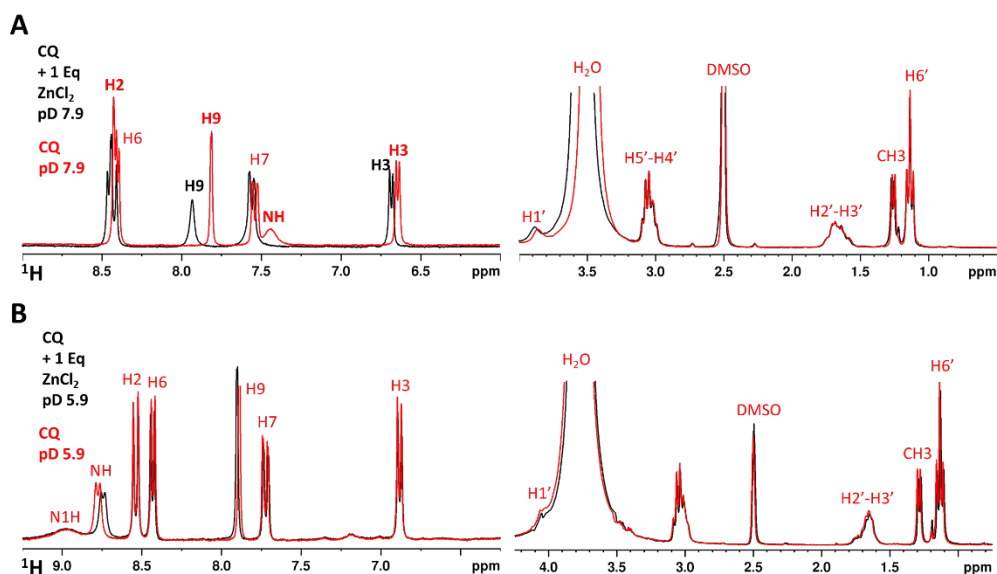 A
CQ
+ 1 Eq
ZnCl2
pD 7.9
CQ
pD 7.9
H2
H6
H9
H9
H7
NH
H3
H3
8.5 8.0 7.5 7.0 6.5 ppm
1H
H2O
DMSO
H6’
H5’-H4’
CH3
H1’
H2’-H3’
3.5 3.0 2.5 2.0 1.5 1.0 ppm
B
CQ
+ 1 Eq
ZnCl2
pD 5.9
CQ
pD 5.9
H2
H6
H9
H7
H3
NH
N1H
9.0 8.5 8.0 7.5 7.0 ppm
1H
H2O
DMSO
H6’
CH3
H1’
H2’-H3’
4.0 3.5 3.0 2.5 2.0 1.5 ppm